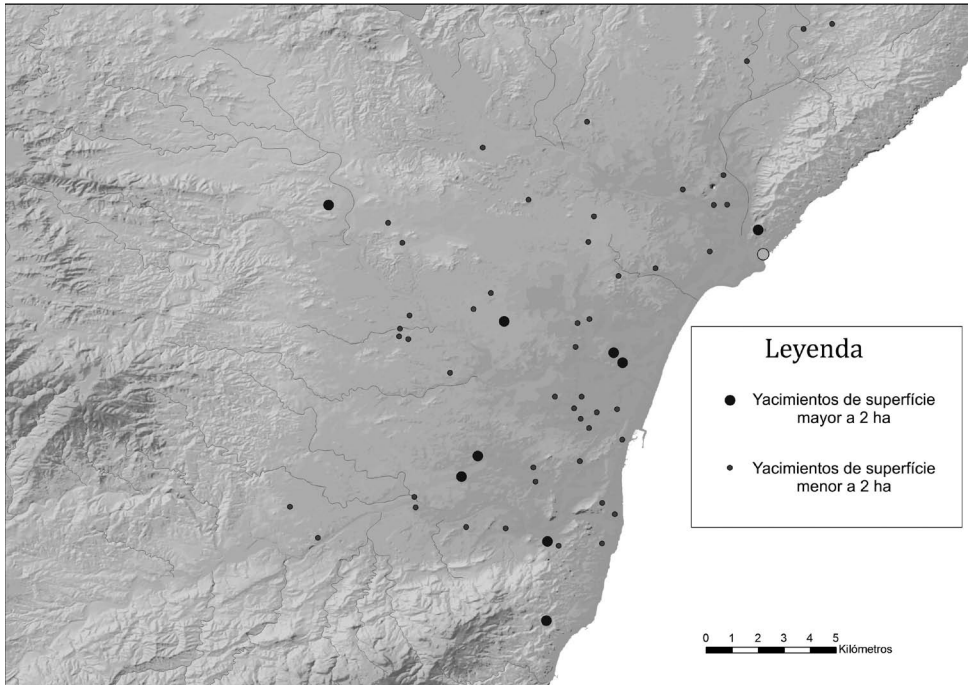 Leyenda
Yacimientos de superfície
mayor a 2 ha
Yacimientos de superfície
menor a 2 ha
0 1 2 3 4 5
Kilómetros